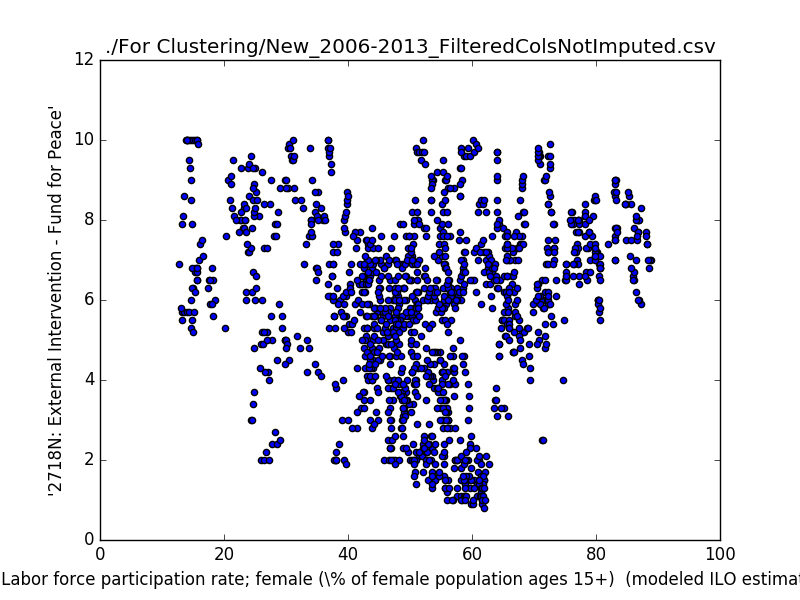 ./For Clustering/New_2006-2013_FilteredColsNotImputed.csv
12
10
8
6
4
2
0
'2718N: External Intervention - Fund for Peace'
0 20 40 60 80 100
Labor force participation rate; female (\% of female population ages 15+)  (modeled ILO estimat